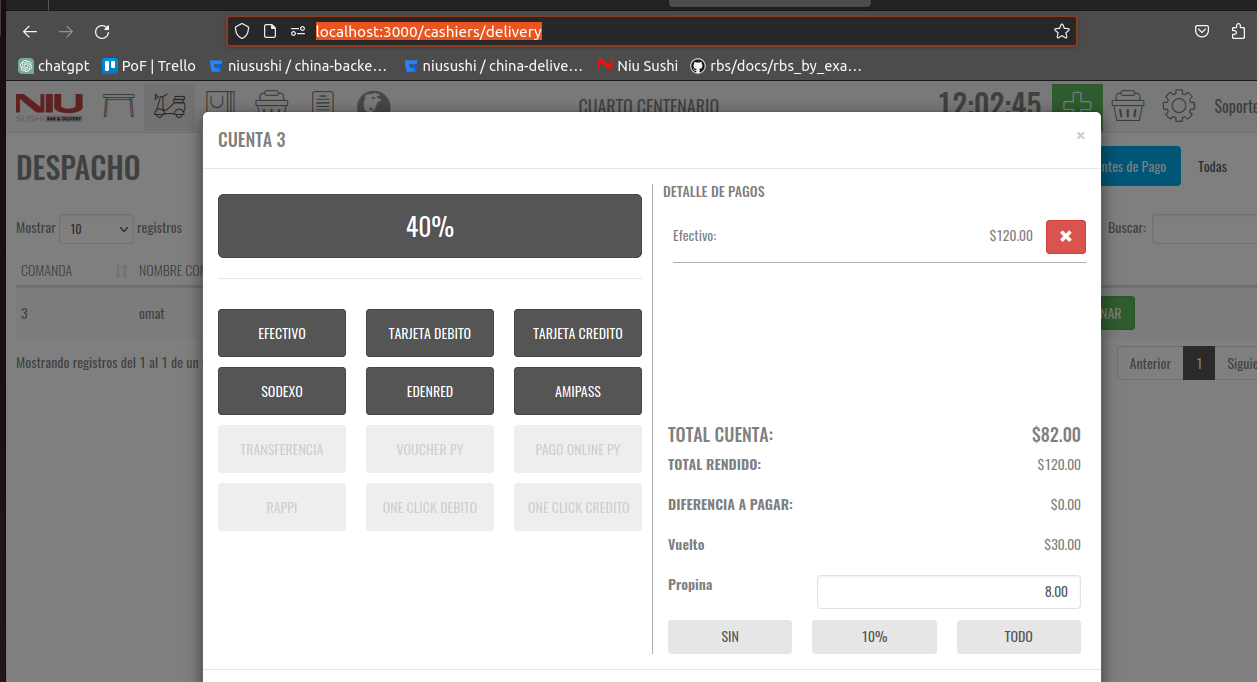 localhost:3000/cashiers/delivery
chatgpt PoF | Trello niusushi / china-backe... niusushi / china-delive... Niu Sushi rbs/docs/rbs_by_exa...
NIU SUSHI BAR & DELIVERY CUARTO CENTENARIO 12:02:45 Soporte
CUENTA 3 ×
DESPACHO
ntes de Pago Todas
40%
DETALLE DE PAGOS
Mostrar 10 registros
Efectivo: $120.00
Buscar:
COMANDA NOMBRE COM
3 omat
NAR
EFECTIVO TARJETA DEBITO TARJETA CREDITO
Mostrando registros del 1 al 1 de un
Anterior 1 Siguie
SODEXO EDENRED AMIPASS
TRANSFERENCIA VOUCHER PY PAGO ONLINE PY
RAPPI ONE CLICK DEBITO ONE CLICK CREDITO
TOTAL CUENTA: $82.00
TOTAL RENDIDO: $120.00
DIFERENCIA A PAGAR: $0.00
Vuelto $30.00
Propina 8.00
SIN 10% TODO